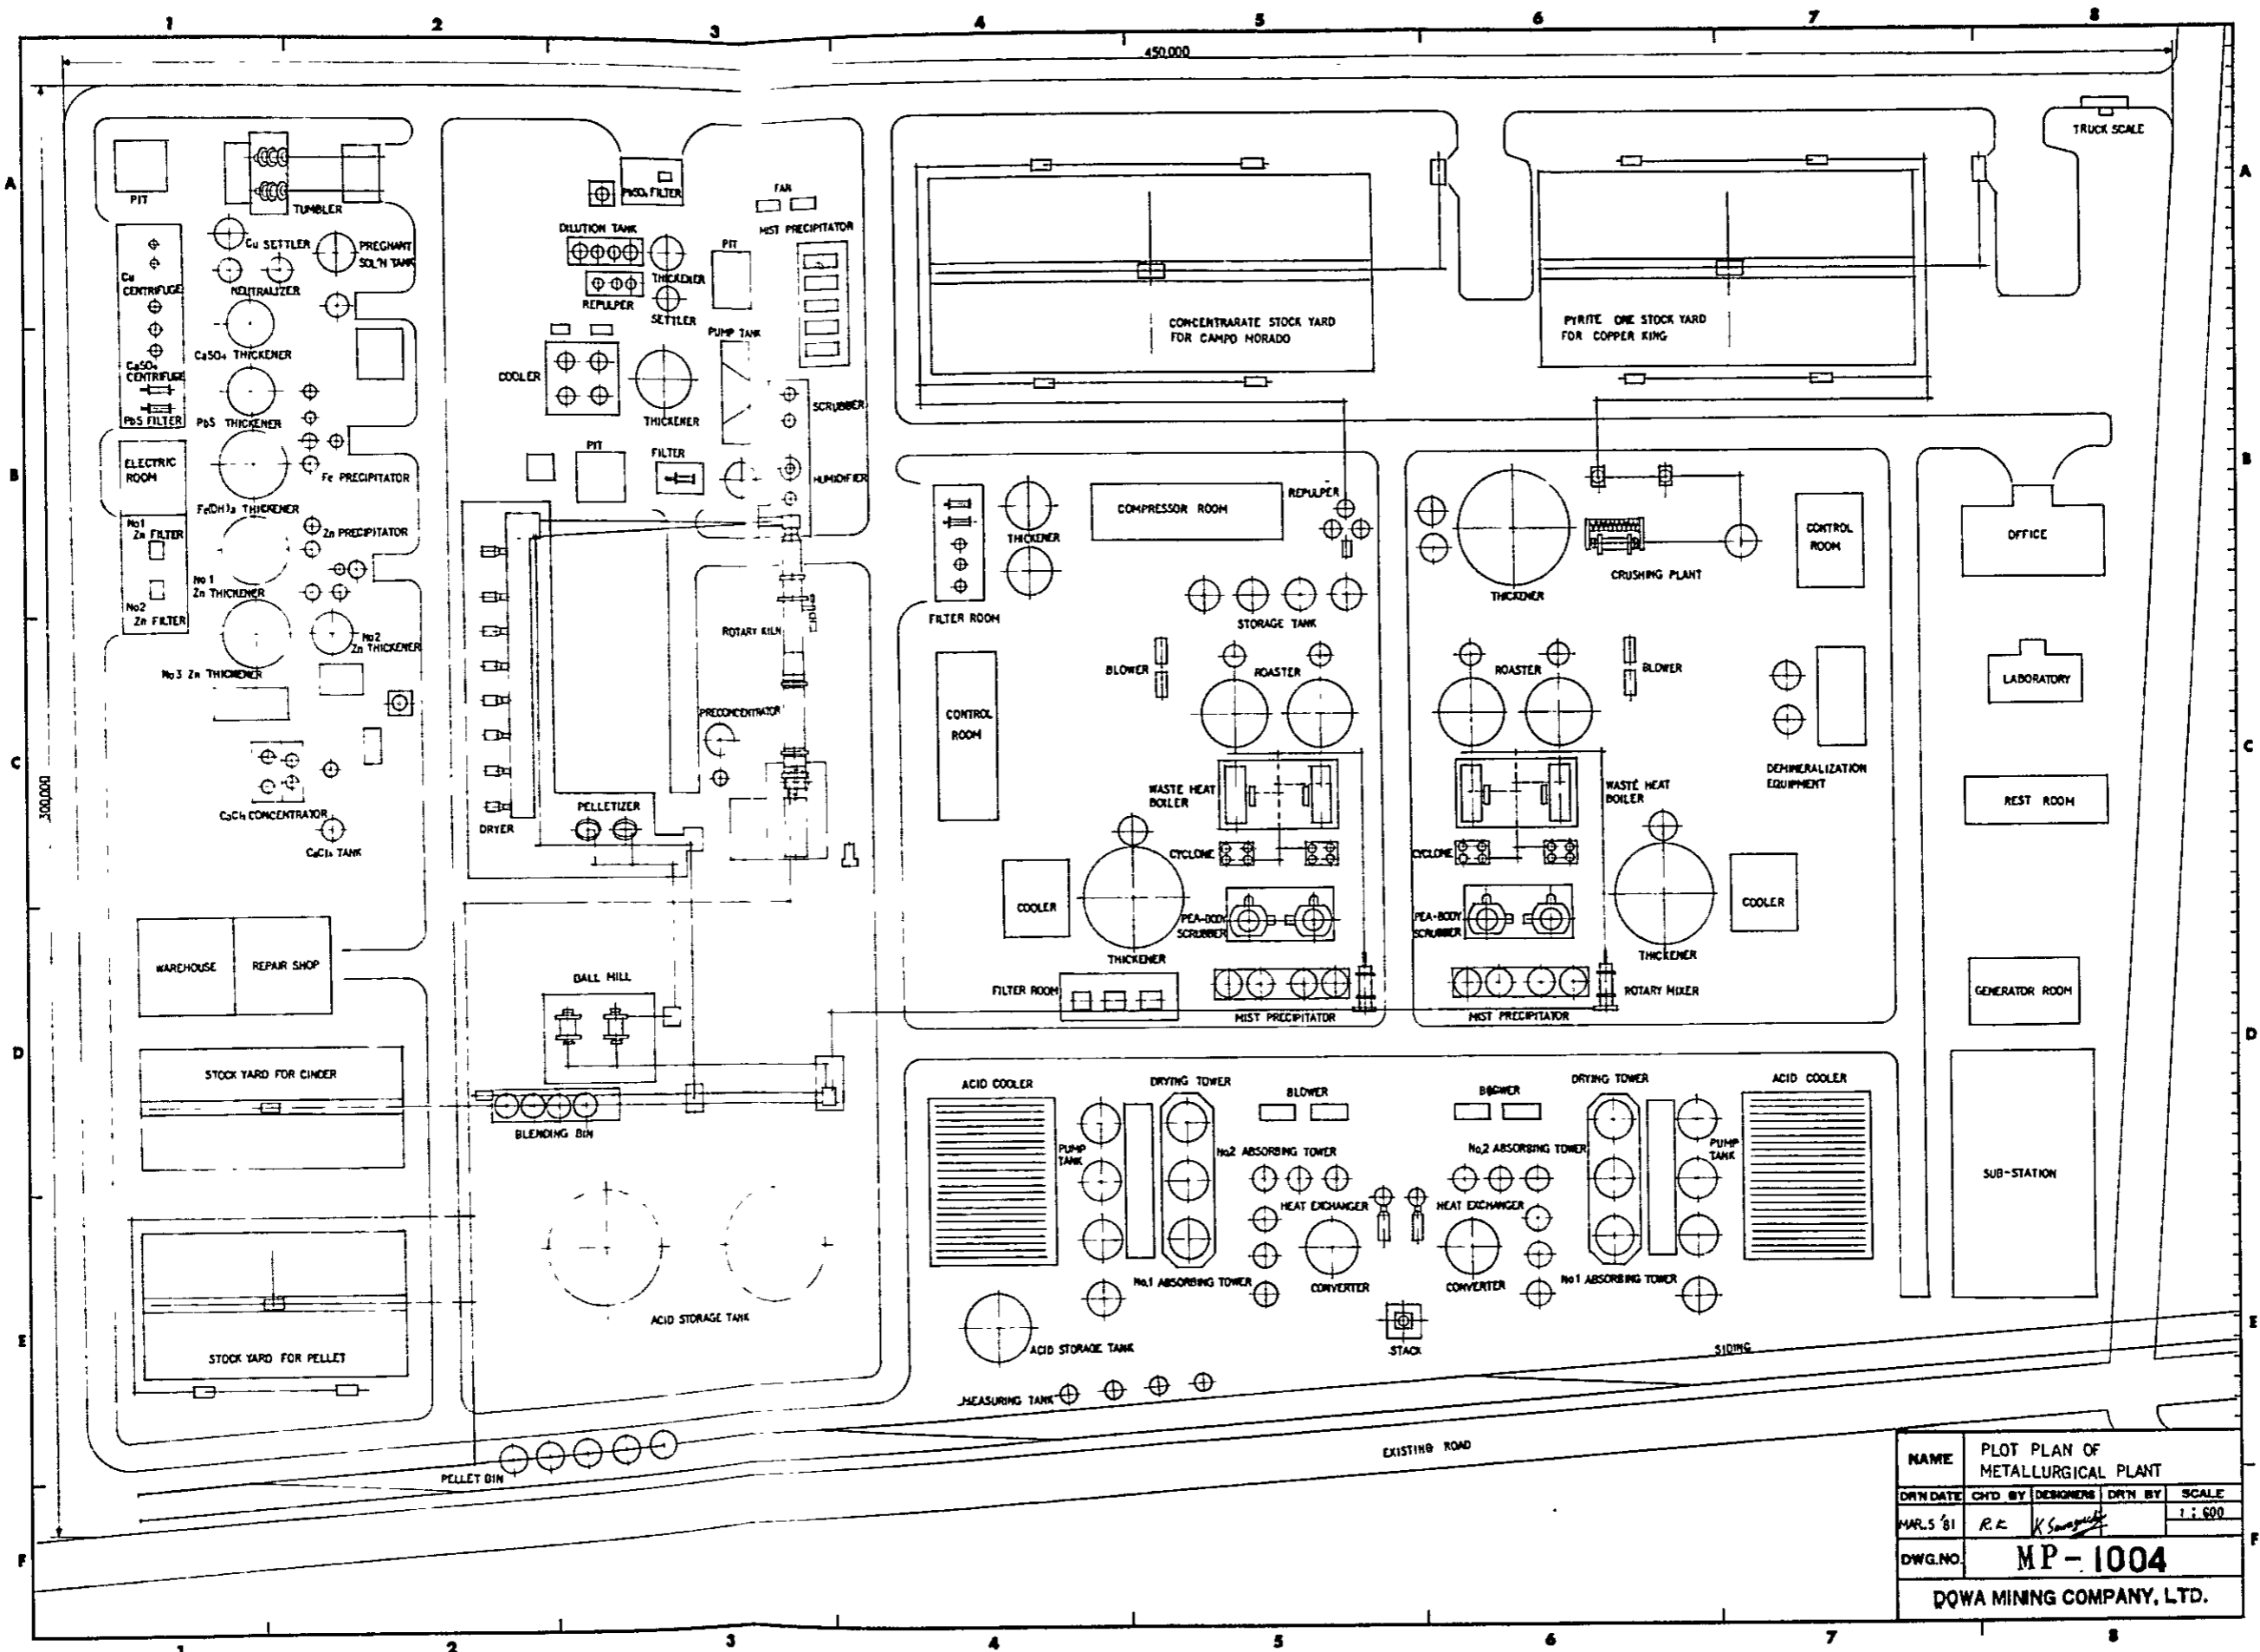 1 2 3 4 5 6 7 8
450,000
300,000
A
B
C
D
E
F
A
B
C
D
E
F
PIT
TUMBLER
Cu SETTLER
PREGNANT
SOL'N TANK
NEUTRALIZER
Cu
CENTRIFUGE
CaSO4 THICKENER
CaSO4
CENTRIFUGE
PbS FILTER
PbS THICKENER
ELECTRIC
ROOM
Fe PRECIPITATOR
Fe(OH)3 THICKENER
No1
Zn FILTER
Zn PRECIPITATOR
No 1
Zn THICKENER
No2
Zn FILTER
No2
Zn THICKENER
No3 Zn THICKENER
CaCl2 CONCENTRATOR
CaCl2 TANK
WAREHOUSE
REPAIR SHOP
STOCK YARD FOR CINDER
STOCK YARD FOR PELLET
PbSO4 FILTER
FAN
DILUTION TANK
MIST PRECIPITATOR
PIT
THICKENER
REPULPER
SETTLER
PUMP TANK
COOLER
THICKENER
SCRUBBER
PIT
FILTER
HUMIDIFIER
ROTARY KILN
PRECONCENTRATOR
PELLETIZER
DRYER
BALL MILL
BLENDING BIN
ACID STORAGE TANK
PELLET BIN
CONCENTRARATE STOCK YARD
FOR CAMPO MORADO
PYRITE ORE STOCK YARD
FOR COPPER KING
TRUCK SCALE
COMPRESSOR ROOM
REPULPER
THICKENER
FILTER ROOM
STORAGE TANK
BLOWER
ROASTER
CONTROL
ROOM
WASTE HEAT
BOILER
CYCLONE
COOLER
PEA-BODY
SCRUBBER
THICKENER
FILTER ROOM
MIST PRECIPITATOR
THICKENER
CRUSHING PLANT
CONTROL
ROOM
ROASTER
BLOWER
DEMINERALIZATION
EQUIPMENT
WASTE HEAT
BOILER
CYCLONE
COOLER
PEA-BODY
SCRUBBER
THICKENER
ROTARY MIXER
MIST PRECIPITATOR
OFFICE
LABORATORY
REST ROOM
GENERATOR ROOM
SUB-STATION
ACID COOLER
DRYING TOWER
BLOWER
PUMP
TANK
No2 ABSORBING TOWER
HEAT EXCHANGER
No.1 ABSORBING TOWER
CONVERTER
ACID STORAGE TANK
MEASURING TANK
BLOWER
DRYING TOWER
ACID COOLER
No,2 ABSORBING TOWER
PUMP
TANK
HEAT EXCHANGER
CONVERTER
No1 ABSORBING TOWER
STACK
SIDING
EXISTING ROAD
NAME
PLOT PLAN OF
METALLURGICAL PLANT
DR'N DATE CH'D BY DESIGNERS DR'N BY SCALE
MAR.5 '81 R.K 1 : 600
DWG.NO. MP-1004
DOWA MINING COMPANY, LTD.
1 2 3 4 5 6 7 8